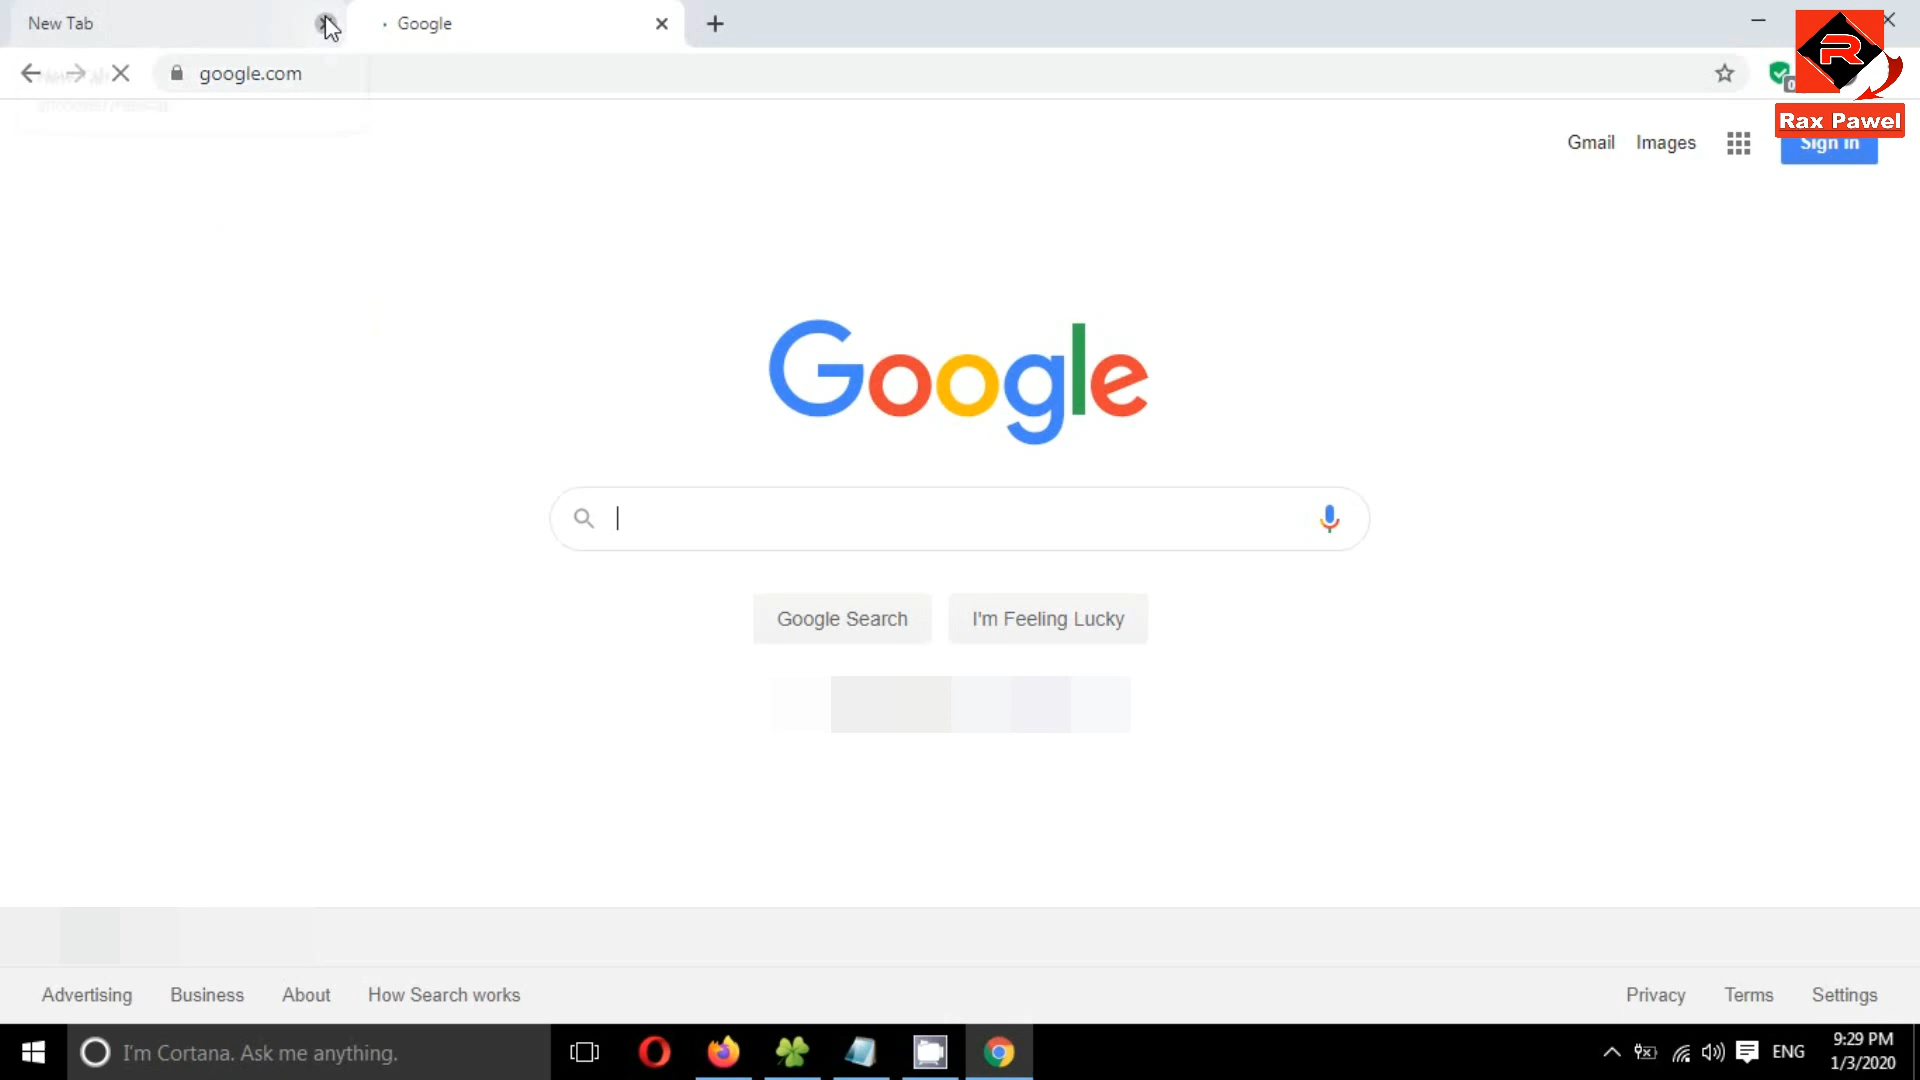 New Tab
Google
google.com
Rax Pawel
Gmail
Images
Sign in
Google
Google Search
I'm Feeling Lucky
Advertising
Business
About
How Search works
Privacy
Terms
Settings
I'm Cortana. Ask me anything.
ENG
9:29 PM
1/3/2020